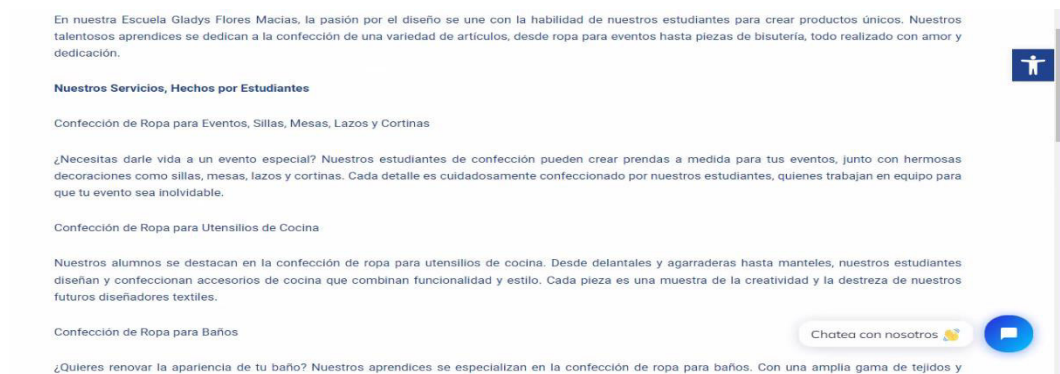 En nuestra Escuela Gladys Flores Macias, la pasión por el diseño se une con la habilidad de nuestros estudiantes para crear productos únicos. Nuestros
talentosos aprendices se dedican a la confección de una variedad de artículos, desde ropa para eventos hasta piezas de bisutería, todo realizado con amor y
dedicación.
Nuestros Servicios, Hechos por Estudiantes
Confección de Ropa para Eventos, Sillas, Mesas, Lazos y Cortinas
¿Necesitas darle vida a un evento especial? Nuestros estudiantes de confección pueden crear prendas a medida para tus eventos, junto con hermosas
decoraciones como sillas, mesas, lazos y cortinas. Cada detalle es cuidadosamente confeccionado por nuestros estudiantes, quienes trabajan en equipo para
que tu evento sea inolvidable.
Confección de Ropa para Utensilios de Cocina
Nuestros alumnos se destacan en la confección de ropa para utensilios de cocina. Desde delantales y agarraderas hasta manteles, nuestros estudiantes
diseñan y confeccionan accesorios de cocina que combinan funcionalidad y estilo. Cada pieza es una muestra de la creatividad y la destreza de nuestros
futuros diseñadores textiles.
Confección de Ropa para Baños
Chatea con nosotros 👋
¿Quieres renovar la apariencia de tu baño? Nuestros aprendices se especializan en la confección de ropa para baños. Con una amplia gama de tejidos y